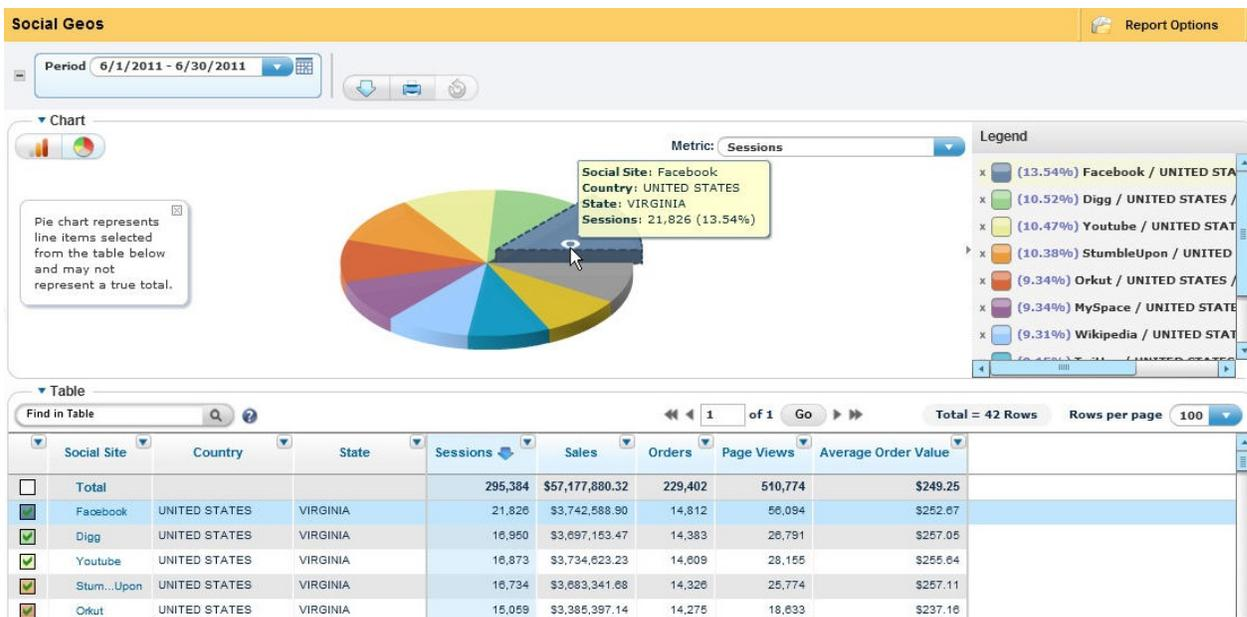 Social Geos
Report Options
Period 6/1/2011 - 6/30/2011
Chart
Metric: Sessions
Legend
Social Site: Facebook
Country: UNITED STATES
State: VIRGINIA
Sessions: 21,826 (13.54%)
Pie chart represents
line items selected
from the table below
and may not
represent a true total.
x (13.54%) Facebook / UNITED STA
x (10.52%) Digg / UNITED STATES /
x (10.47%) Youtube / UNITED STAT
x (10.38%) StumbleUpon / UNITED
x (9.34%) Orkut / UNITED STATES /
x (9.34%) MySpace / UNITED STATE
x (9.31%) Wikipedia / UNITED STAT
Table
Find in Table 1 of 1 Go Total = 42 Rows Rows per page 100
Social Site Country State Sessions Sales Orders Page Views Average Order Value
Total 295,384 $57,177,880.32 229,402 510,774 $249.25
Facebook UNITED STATES VIRGINIA 21,826 $3,742,588.90 14,812 56,094 $252.67
Digg UNITED STATES VIRGINIA 16,950 $3,697,153.47 14,383 26,791 $257.05
Youtube UNITED STATES VIRGINIA 16,873 $3,734,623.23 14,609 28,155 $255.64
Stum...Upon UNITED STATES VIRGINIA 16,734 $3,683,341.68 14,326 25,774 $257.11
Orkut UNITED STATES VIRGINIA 15,059 $3,385,397.14 14,275 18,633 $237.16